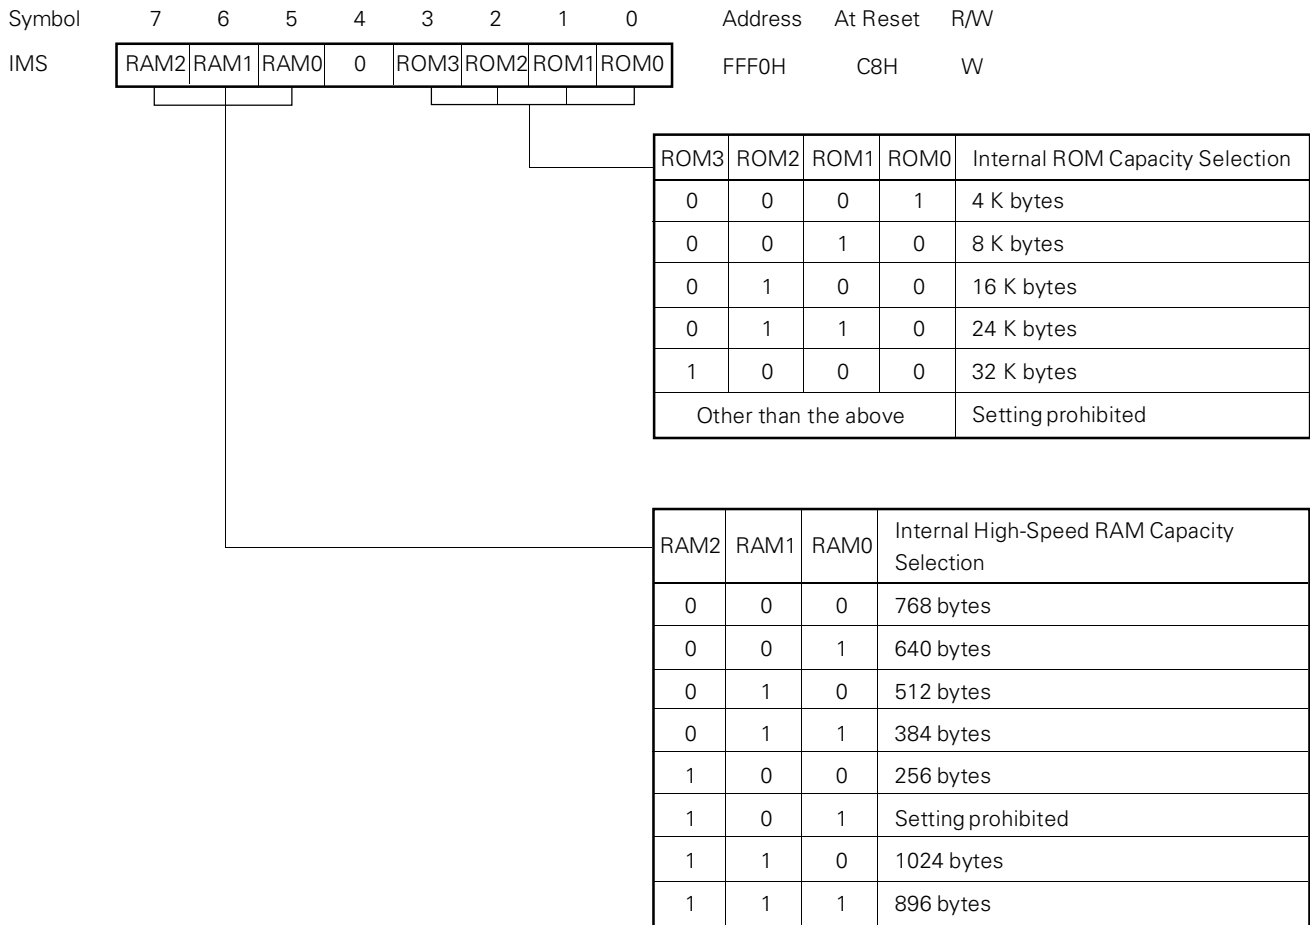 Symbol 7 6 5 4 3 2 1 0 Address At Reset R/W
IMS RAM2 RAM1 RAM0 0 ROM3 ROM2 ROM1 ROM0 FFF0H C8H W
ROM3 ROM2 ROM1 ROM0 Internal ROM Capacity Selection
0 0 0 1 4 K bytes
0 0 1 0 8 K bytes
0 1 0 0 16 K bytes
0 1 1 0 24 K bytes
1 0 0 0 32 K bytes
Other than the above Setting prohibited
RAM2 RAM1 RAM0 Internal High-Speed RAM Capacity
Selection
0 0 0 768 bytes
0 0 1 640 bytes
0 1 0 512 bytes
0 1 1 384 bytes
1 0 0 256 bytes
1 0 1 Setting prohibited
1 1 0 1024 bytes
1 1 1 896 bytes